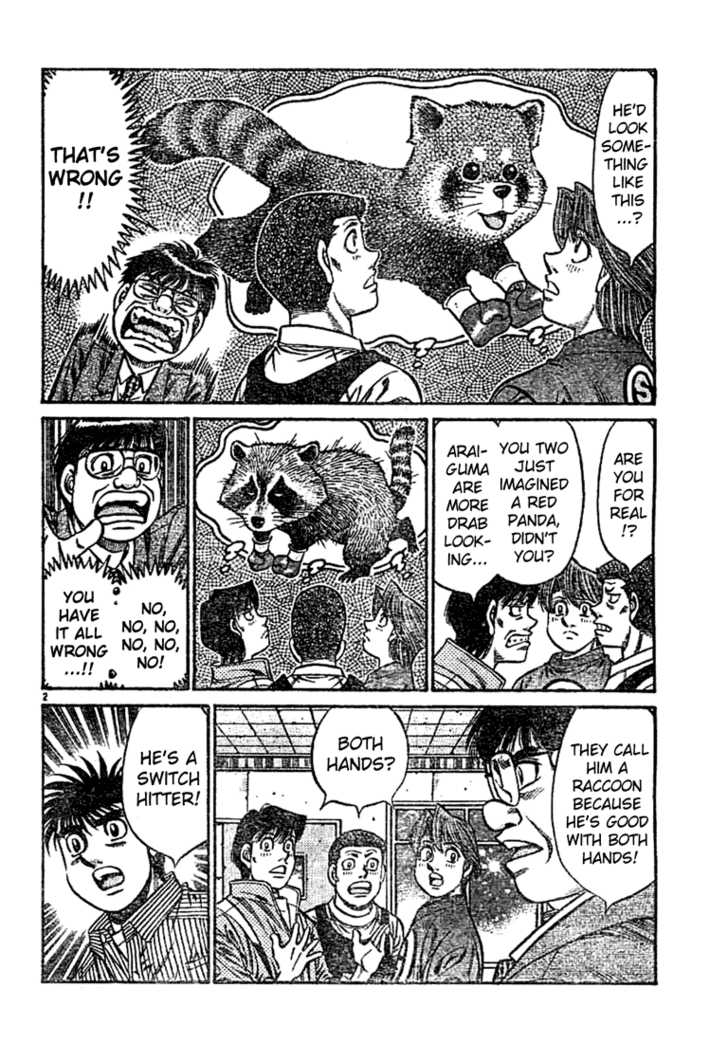 HE'D
LOOK
SOME-
THING
LIKE
THIS
...?
THAT'S
WRONG
!!
S
ARE
YOU
FOR
REAL
!?
YOU TWO
JUST
IMAGINED
A RED
PANDA,
DIDN'T
YOU?
ARAI-
GUMA
ARE
MORE
DRAB
LOOK-
ING...
NO,
NO, NO,
NO, NO,
NO!
YOU
HAVE
IT ALL
WRONG
...!!
2
THEY CALL
HIM A
RACCOON
BECAUSE
HE'S GOOD
WITH BOTH
HANDS!
BOTH
HANDS?
HE'S A
SWITCH
HITTER!